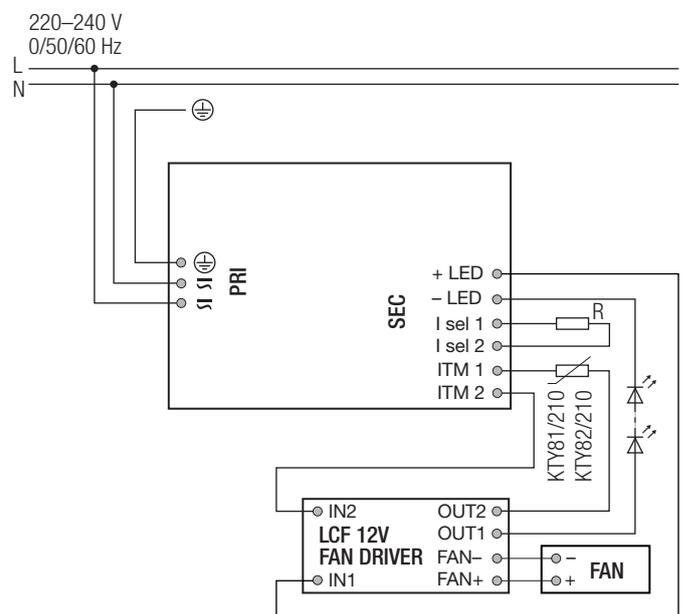 220–240 V
0/50/60 Hz
L
N
PRI
SEC
+ LED
– LED
I sel 1
R
I sel 2
ITM 1
ITM 2
KTY81/210
KTY82/210
IN2
OUT2
LCF 12V
OUT1
FAN DRIVER
FAN–
–
FAN
IN1
FAN+
+